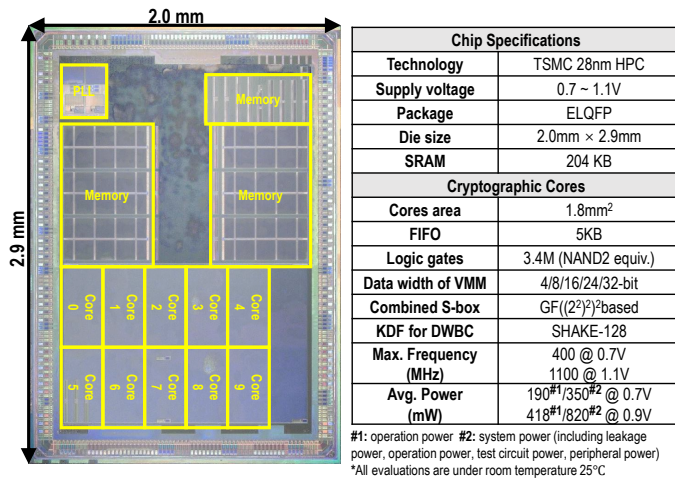 2.0 mm
2.9 mm
PLL
Memory
Memory
Memory
Core 0
Core 1
Core 2
Core 3
Core 4
Core 5
Core 6
Core 7
Core 8
Core 9
Chip Specifications
Technology TSMC 28nm HPC
Supply voltage 0.7 ~ 1.1V
Package ELQFP
Die size 2.0mm × 2.9mm
SRAM 204 KB
Cryptographic Cores
Cores area 1.8mm²
FIFO 5KB
Logic gates 3.4M (NAND2 equiv.)
Data width of VMM 4/8/16/24/32-bit
Combined S-box GF((2²)²)²based
KDF for DWBC SHAKE-128
Max. Frequency 400 @ 0.7V
(MHz) 1100 @ 1.1V
Avg. Power 190#1/350#2 @ 0.7V
(mW) 418#1/820#2 @ 0.9V
#1: operation power #2: system power (including leakage
power, operation power, test circuit power, peripheral power)
*All evaluations are under room temperature 25°C